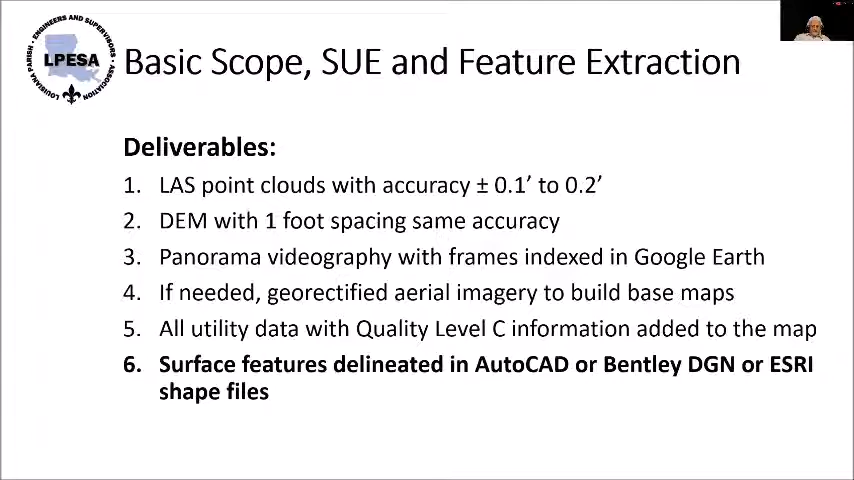 LOUISIANA PARISH · ENGINEERS AND SUPERVISORS · ASSOCIATION
LPESA
Basic Scope, SUE and Feature Extraction
Deliverables:
1. LAS point clouds with accuracy ± 0.1’ to 0.2’
2. DEM with 1 foot spacing same accuracy
3. Panorama videography with frames indexed in Google Earth
4. If needed, georectified aerial imagery to build base maps
5. All utility data with Quality Level C information added to the map
6. Surface features delineated in AutoCAD or Bentley DGN or ESRI
shape files